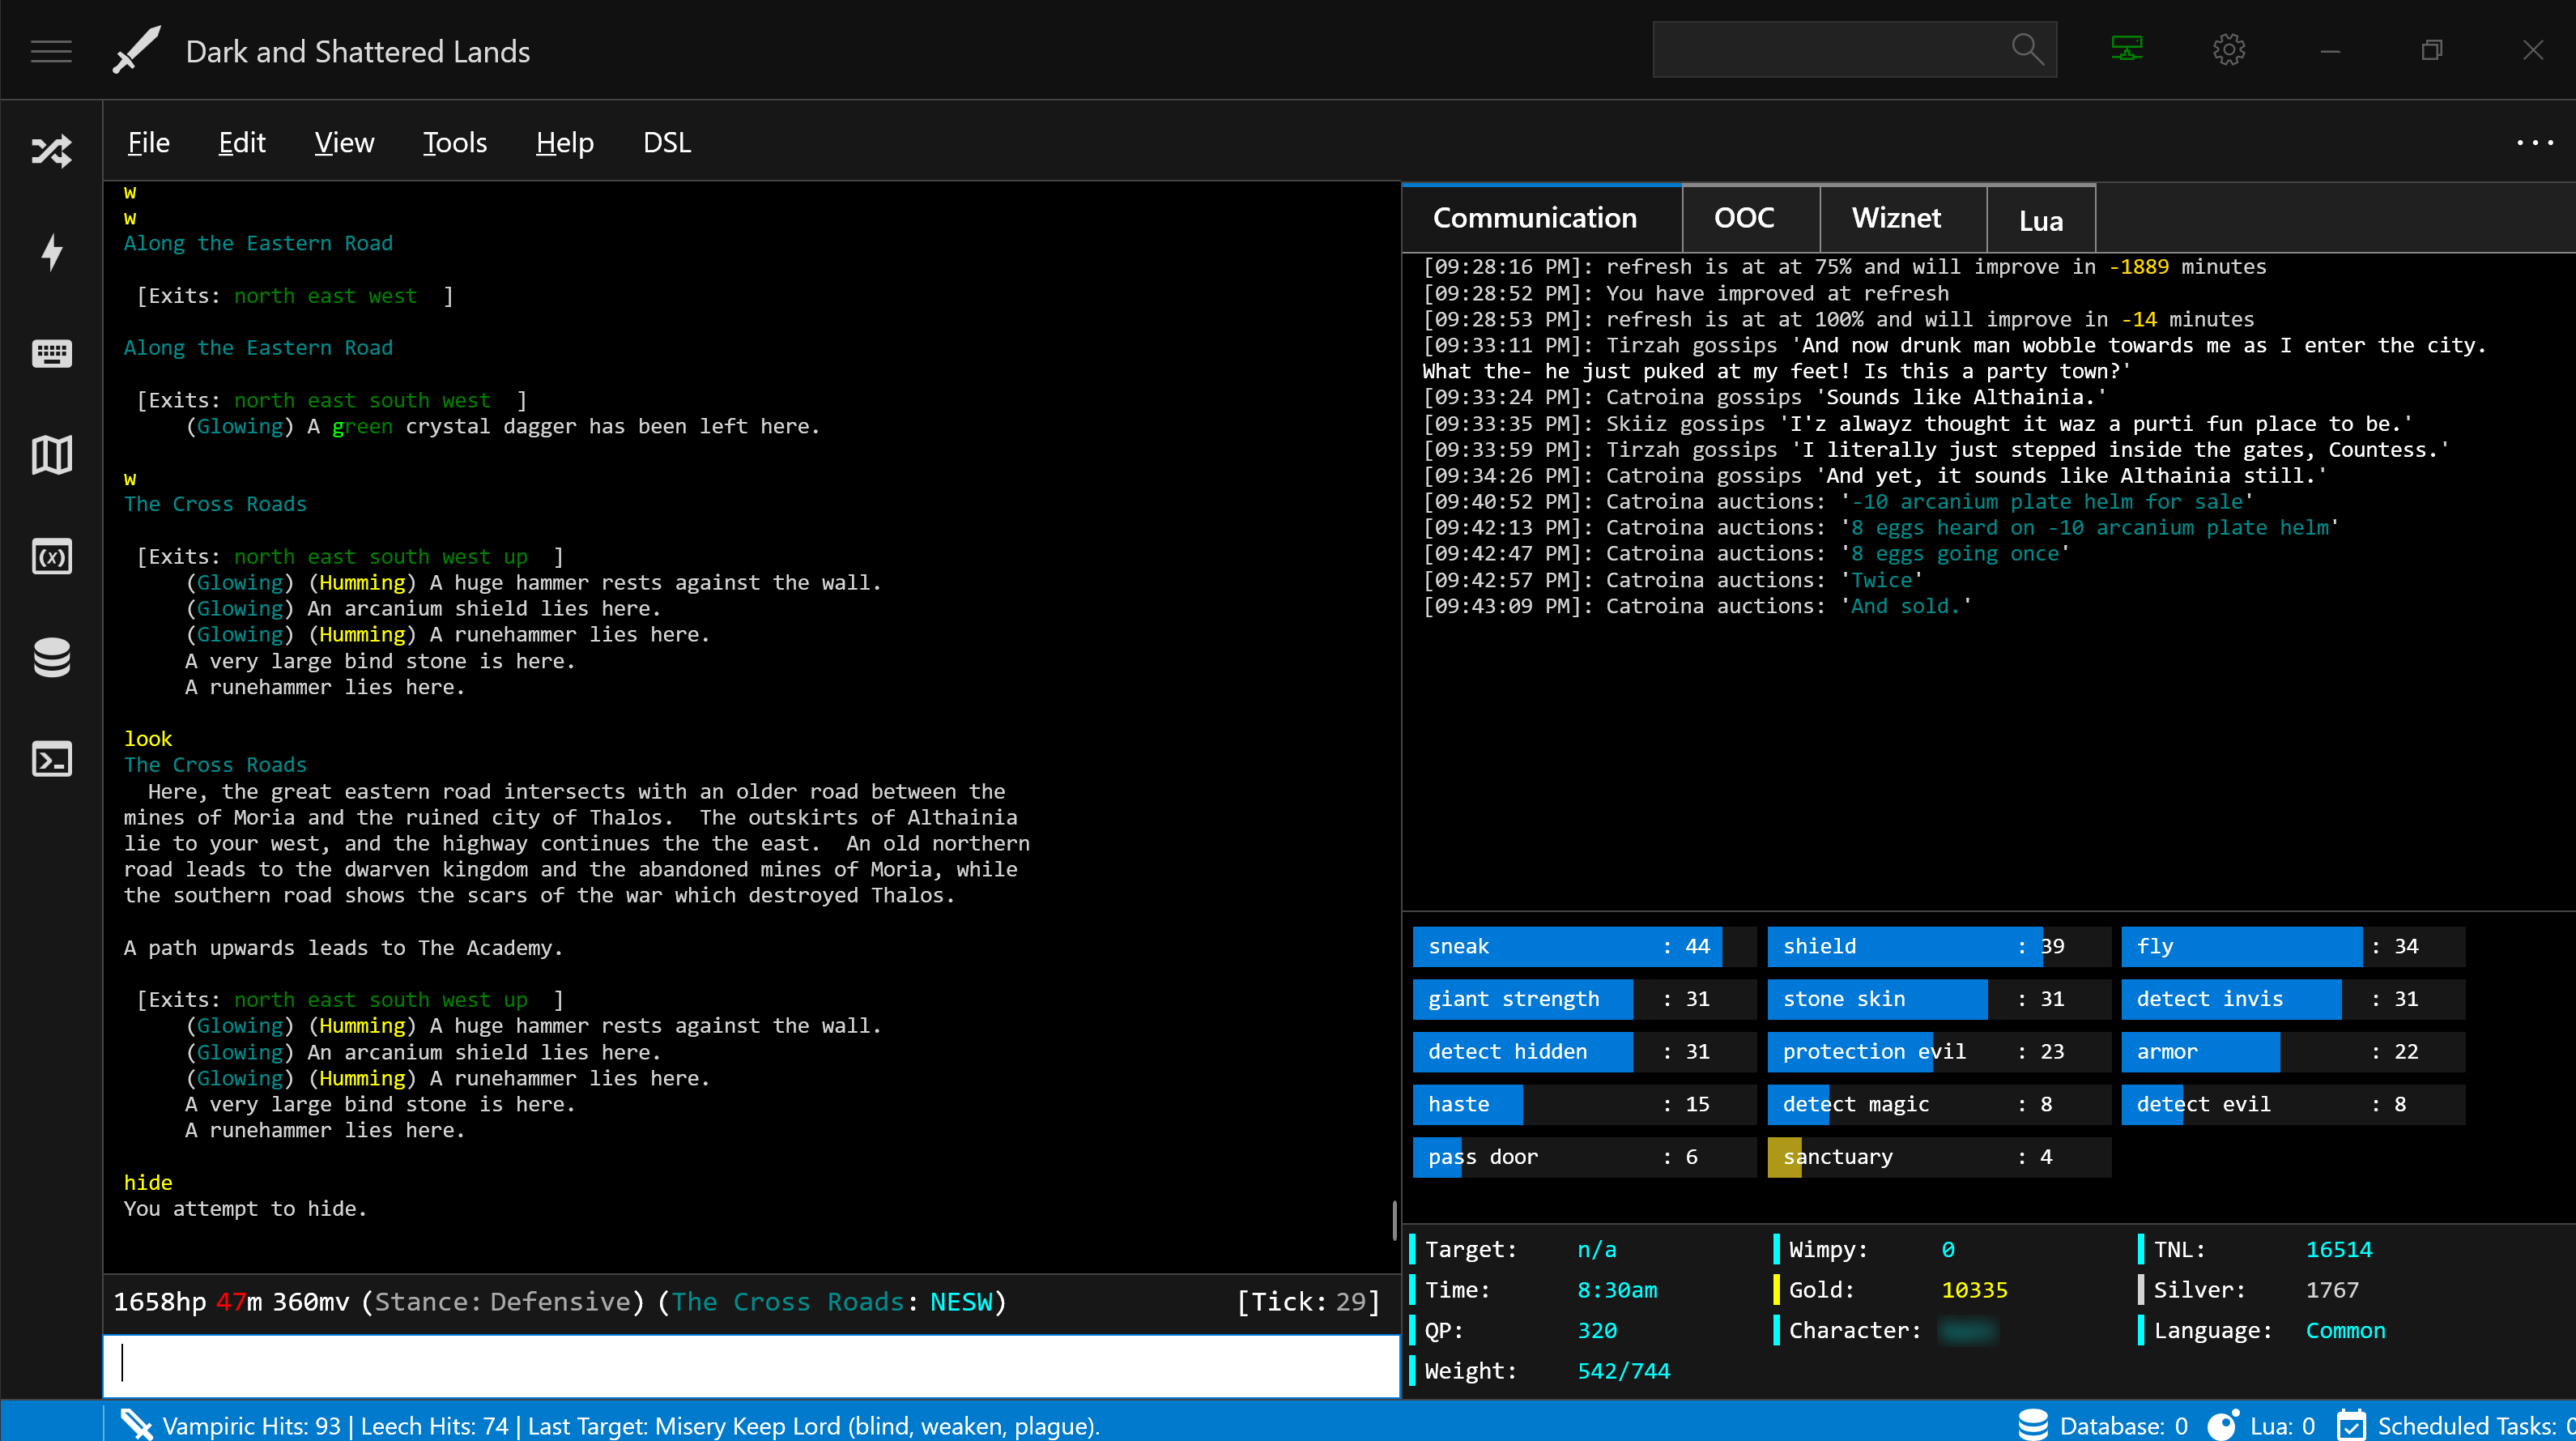 Dark and Shattered Lands
File Edit View Tools Help DSL
w
w
Along the Eastern Road
[Exits: north east west ]
Along the Eastern Road
[Exits: north east south west ]
(Glowing) A green crystal dagger has been left here.
w
The Cross Roads
[Exits: north east south west up ]
(Glowing) (Humming) A huge hammer rests against the wall.
(Glowing) An arcanium shield lies here.
(Glowing) (Humming) A runehammer lies here.
A very large bind stone is here.
A runehammer lies here.
look
The Cross Roads
Here, the great eastern road intersects with an older road between the
mines of Moria and the ruined city of Thalos.  The outskirts of Althainia
lie to your west, and the highway continues the the east.  An old northern
road leads to the dwarven kingdom and the abandoned mines of Moria, while
the southern road shows the scars of the war which destroyed Thalos.
A path upwards leads to The Academy.
[Exits: north east south west up ]
(Glowing) (Humming) A huge hammer rests against the wall.
(Glowing) An arcanium shield lies here.
(Glowing) (Humming) A runehammer lies here.
A very large bind stone is here.
A runehammer lies here.
hide
You attempt to hide.
1658hp 47m 360mv (Stance: Defensive) (The Cross Roads: NESW) [Tick: 29]
Communication OOC Wiznet Lua
[09:28:16 PM]: refresh is at at 75% and will improve in -1889 minutes
[09:28:52 PM]: You have improved at refresh
[09:28:53 PM]: refresh is at at 100% and will improve in -14 minutes
[09:33:11 PM]: Tirzah gossips 'And now drunk man wobble towards me as I enter the city.
What the- he just puked at my feet! Is this a party town?'
[09:33:24 PM]: Catroina gossips 'Sounds like Althainia.'
[09:33:35 PM]: Skiiz gossips 'I'z alwayz thought it waz a purti fun place to be.'
[09:33:59 PM]: Tirzah gossips 'I literally just stepped inside the gates, Countess.'
[09:34:26 PM]: Catroina gossips 'And yet, it sounds like Althainia still.'
[09:40:52 PM]: Catroina auctions: '-10 arcanium plate helm for sale'
[09:42:13 PM]: Catroina auctions: '8 eggs heard on -10 arcanium plate helm'
[09:42:47 PM]: Catroina auctions: '8 eggs going once'
[09:42:57 PM]: Catroina auctions: 'Twice'
[09:43:09 PM]: Catroina auctions: 'And sold.'
sneak : 44 shield : 39 fly : 34
giant strength : 31 stone skin : 31 detect invis : 31
detect hidden : 31 protection evil : 23 armor : 22
haste : 15 detect magic : 8 detect evil : 8
pass door : 6 sanctuary : 4
Target: n/a Wimpy: 0 TNL: 16514
Time: 8:30am Gold: 10335 Silver: 1767
QP: 320 Character: Language: Common
Weight: 542/744
Vampiric Hits: 93 | Leech Hits: 74 | Last Target: Misery Keep Lord (blind, weaken, plague).
Database: 0 Lua: 0 Scheduled Tasks: 0